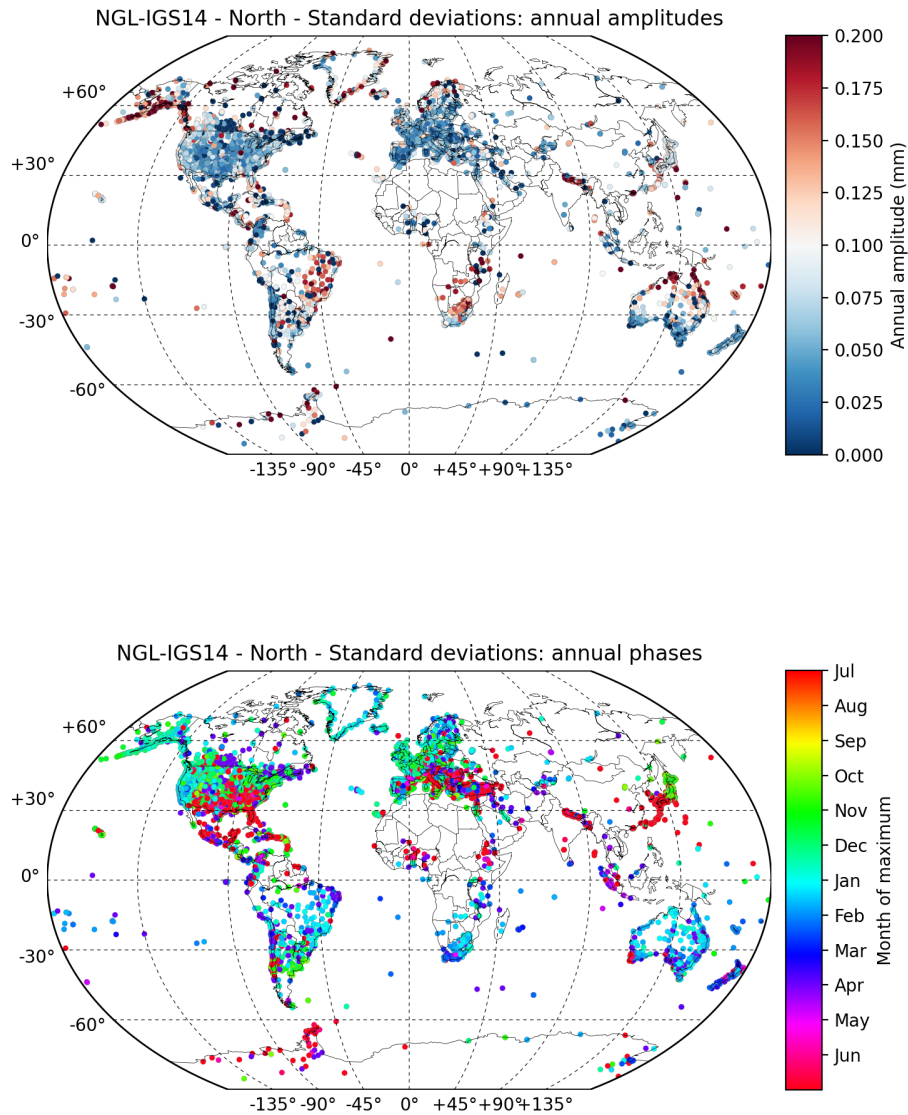 NGL-IGS14 - North - Standard deviations: annual amplitudes
+60°
+30°
0°
-30°
-60°
-135° -90° -45° 0° +45° +90° +135°
0.200
0.175
0.150
0.125
0.100
0.075
0.050
0.025
0.000
Annual amplitude (mm)
NGL-IGS14 - North - Standard deviations: annual phases
+60°
+30°
0°
-30°
-60°
-135° -90° -45° 0° +45° +90° +135°
Jul
Aug
Sep
Oct
Nov
Dec
Jan
Feb
Mar
Apr
May
Jun
Month of maximum